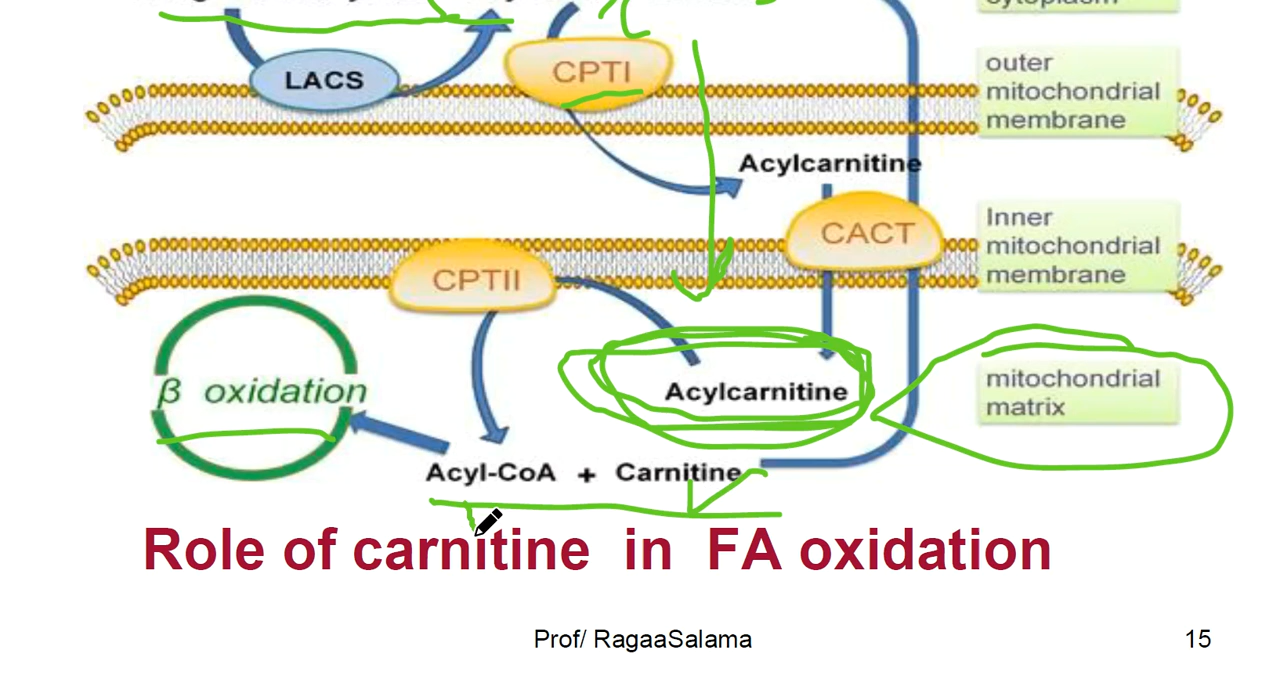 cytoplasm
LACS
CPTI
outer
mitochondrial
membrane
Acylcarnitine
CACT
Inner
mitochondrial
membrane
CPTII
β oxidation
Acylcarnitine
mitochondrial
matrix
Acyl-CoA + Carnitine
Role of carnitine in FA oxidation
Prof/ RagaaSalama
15